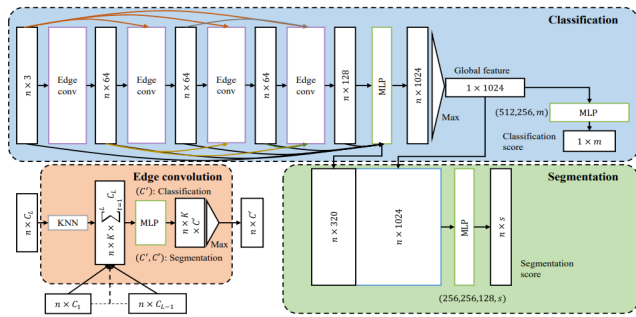 Classification
n × 3
Edge
conv
n × 64
Edge
conv
n × 64
Edge
conv
n × 64
Edge
conv
n × 128
MLP
n × 1024
Max
Global feature
1 × 1024
(512,256, m)
MLP
Classification
score
1 × m
Edge convolution
n × C_L
KNN
n × K × ∑_{t=1}^{L} C_L
(C′): Classification
MLP
(C′, C′): Segmentation
n × K
× C′
Max
n × C′
n × C_1
n × C_{L−1}
Segmentation
n × 320
n × 1024
MLP
n × s
Segmentation
score
(256,256,128, s)